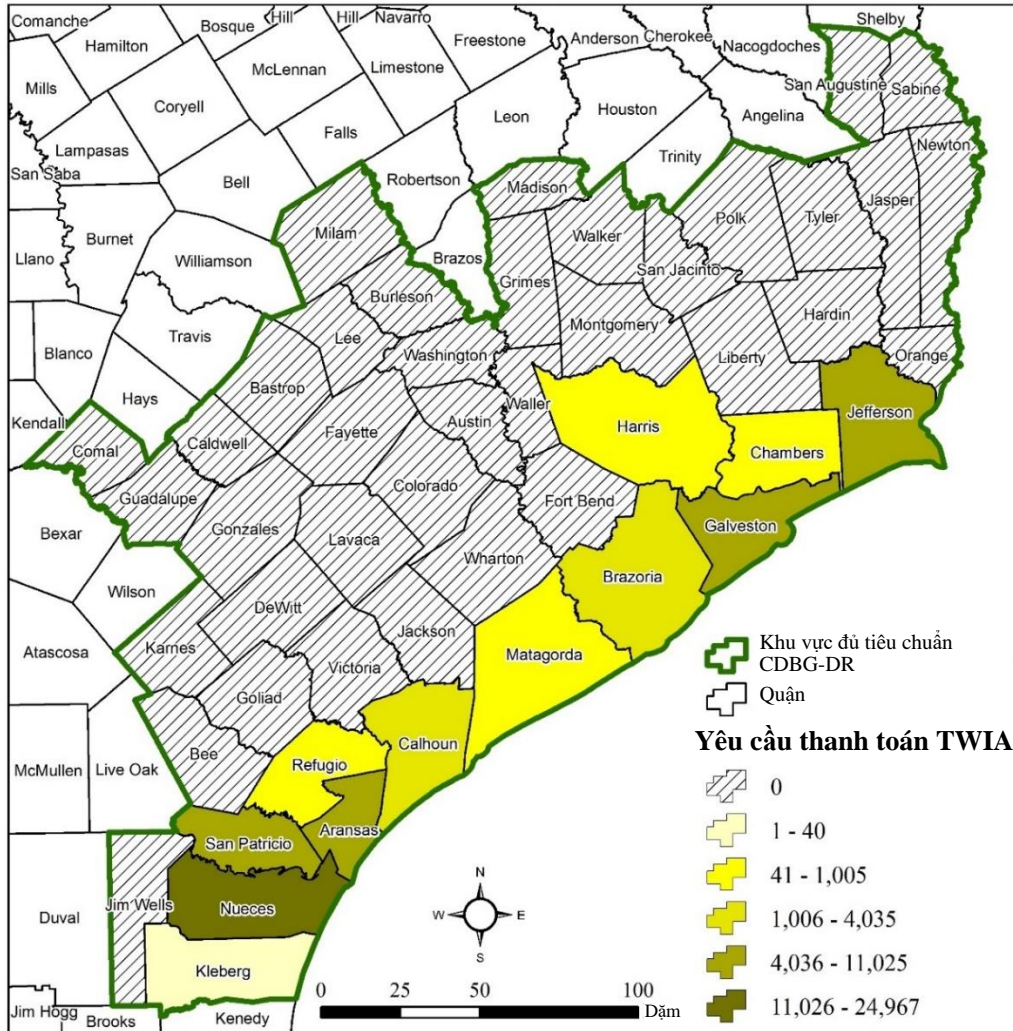 Comanche
Bosque
Hill
Hill
Navarro
Freestone
Anderson
Cherokee
Nacogdoches
Shelby
Hamilton
McLennan
Limestone
San Augustine
Sabine
Mills
Coryell
Leon
Houston
Angelina
Falls
Newton
Lampasas
Trinity
San Saba
Bell
Robertson
Madison
Jasper
Burnet
Milam
Walker
Polk
Tyler
Llano
Williamson
Brazos
Grimes
San Jacinto
Burleson
Travis
Montgomery
Hardin
Blanco
Lee
Washington
Liberty
Orange
Bastrop
Hays
Waller
Kendall
Fayette
Austin
Harris
Jefferson
Comal
Caldwell
Chambers
Guadalupe
Colorado
Fort Bend
Gonzales
Galveston
Bexar
Lavaca
Wharton
Brazoria
Wilson
DeWitt
Jackson
Karnes
Matagorda
Atascosa
Victoria
Goliad
Calhoun
Bee
Refugio
McMullen
Live Oak
Aransas
San Patricio
Jim Wells
Nueces
Duval
Kleberg
Jim Hogg
Brooks
Kenedy
Khu vực đủ tiêu chuẩn
CDBG-DR
Quận
Yêu cầu thanh toán TWIA
0
1 - 40
41 - 1,005
1,006 - 4,035
4,036 - 11,025
11,026 - 24,967
N
W
E
S
0 25 50 100
Dặm